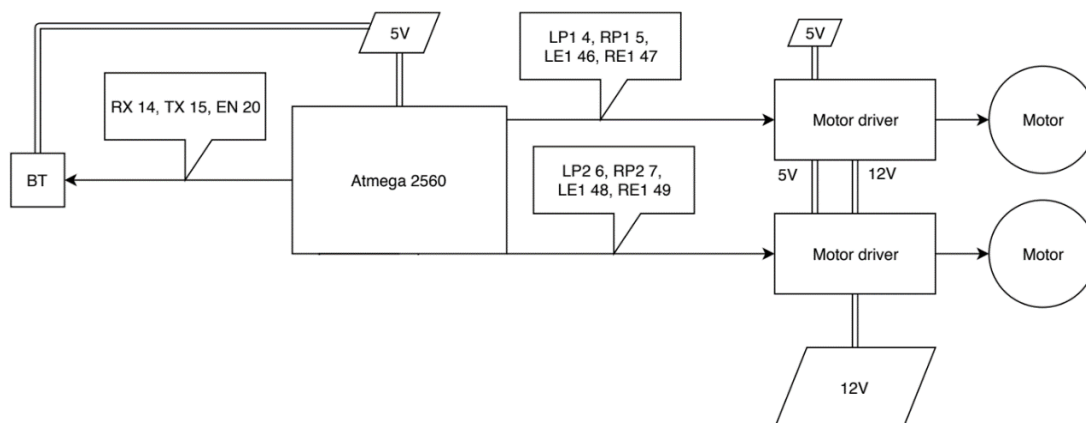 5V
LP1 4, RP1 5,
LE1 46, RE1 47
5V
RX 14, TX 15, EN 20
Motor driver
Motor
BT
Atmega 2560
LP2 6, RP2 7,
LE1 48, RE1 49
5V
12V
Motor driver
Motor
12V